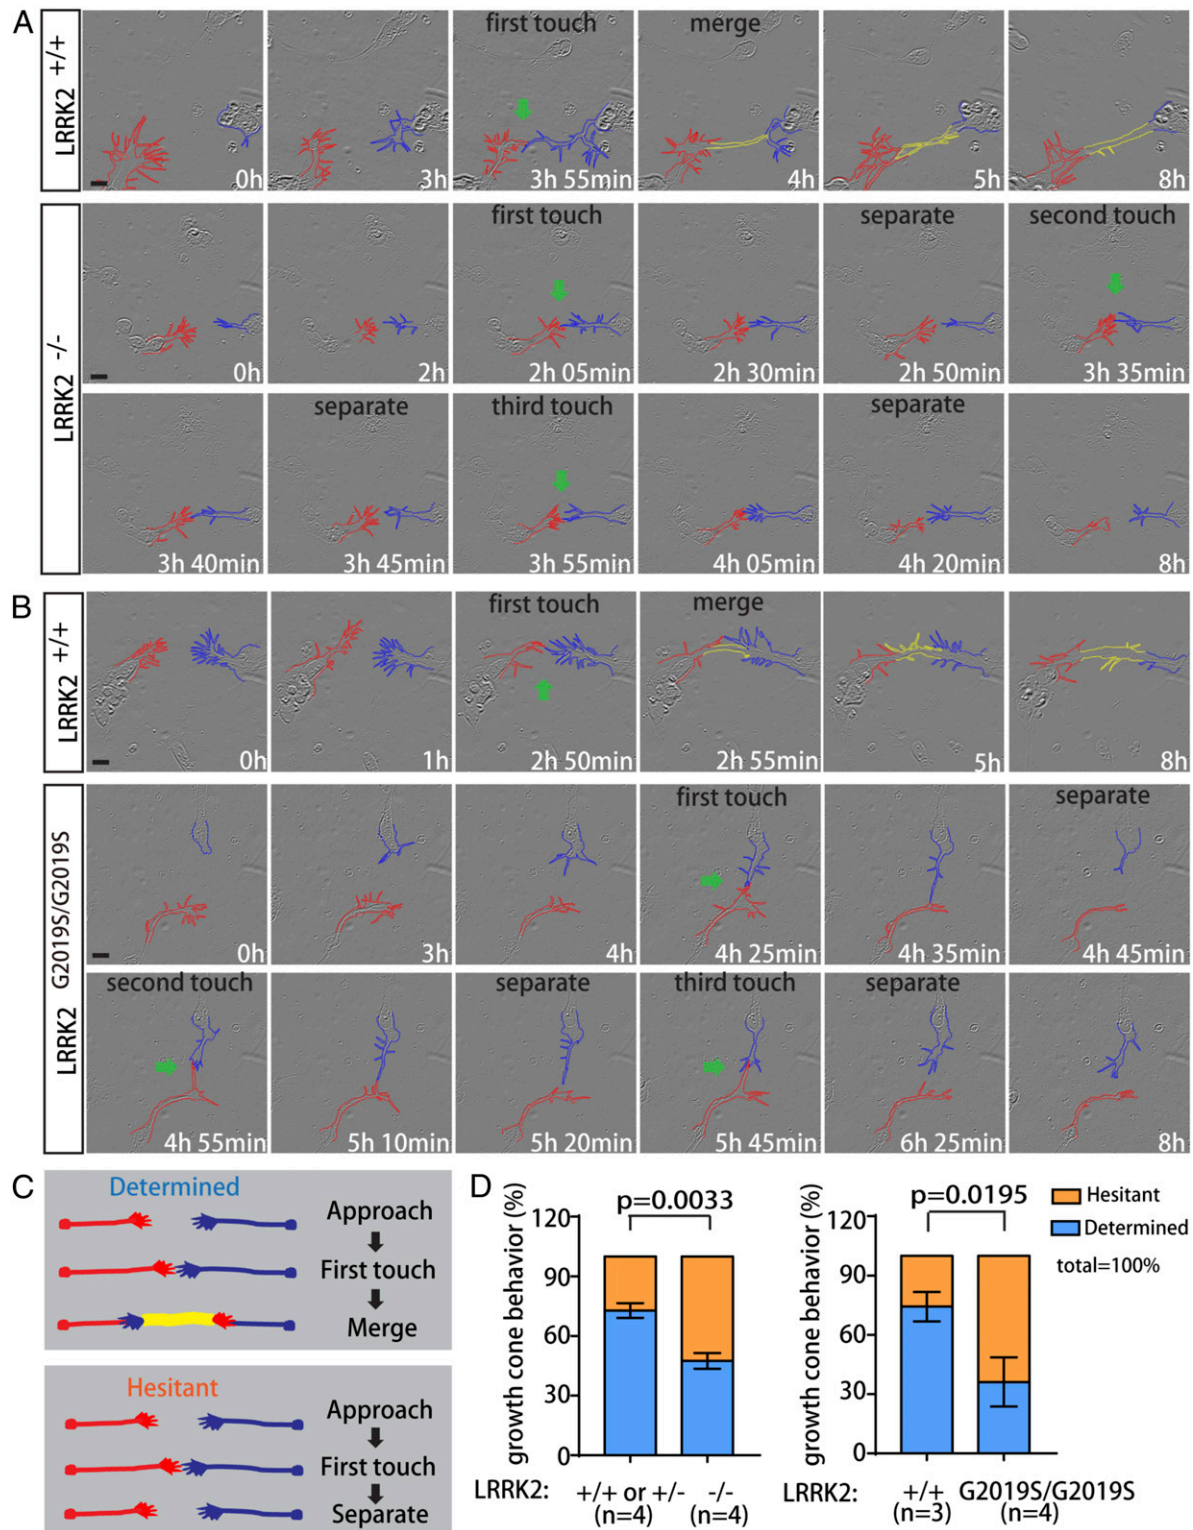 A
LRRK2 +/+
first touch merge
0h 3h 3h 55min 4h 5h 8h
LRRK2 -/-
first touch separate second touch
0h 2h 2h 05min 2h 30min 2h 50min 3h 35min
separate third touch separate
3h 40min 3h 45min 3h 55min 4h 05min 4h 20min 8h
B
LRRK2 +/+
first touch merge
0h 1h 2h 50min 2h 55min 5h 8h
LRRK2 G2019S/G2019S
first touch separate
0h 3h 4h 4h 25min 4h 35min 4h 45min
second touch separate third touch separate
4h 55min 5h 10min 5h 20min 5h 45min 6h 25min 8h
C
Determined
Approach
First touch
Merge
Hesitant
Approach
First touch
Separate
D
p=0.0033
growth cone behavior (%)
120
90
60
30
0
LRRK2: +/+ or +/- -/-
(n=4) (n=4)
p=0.0195
growth cone behavior (%)
120
90
60
30
0
LRRK2: +/+ G2019S/G2019S
(n=3) (n=4)
Hesitant
Determined
total=100%